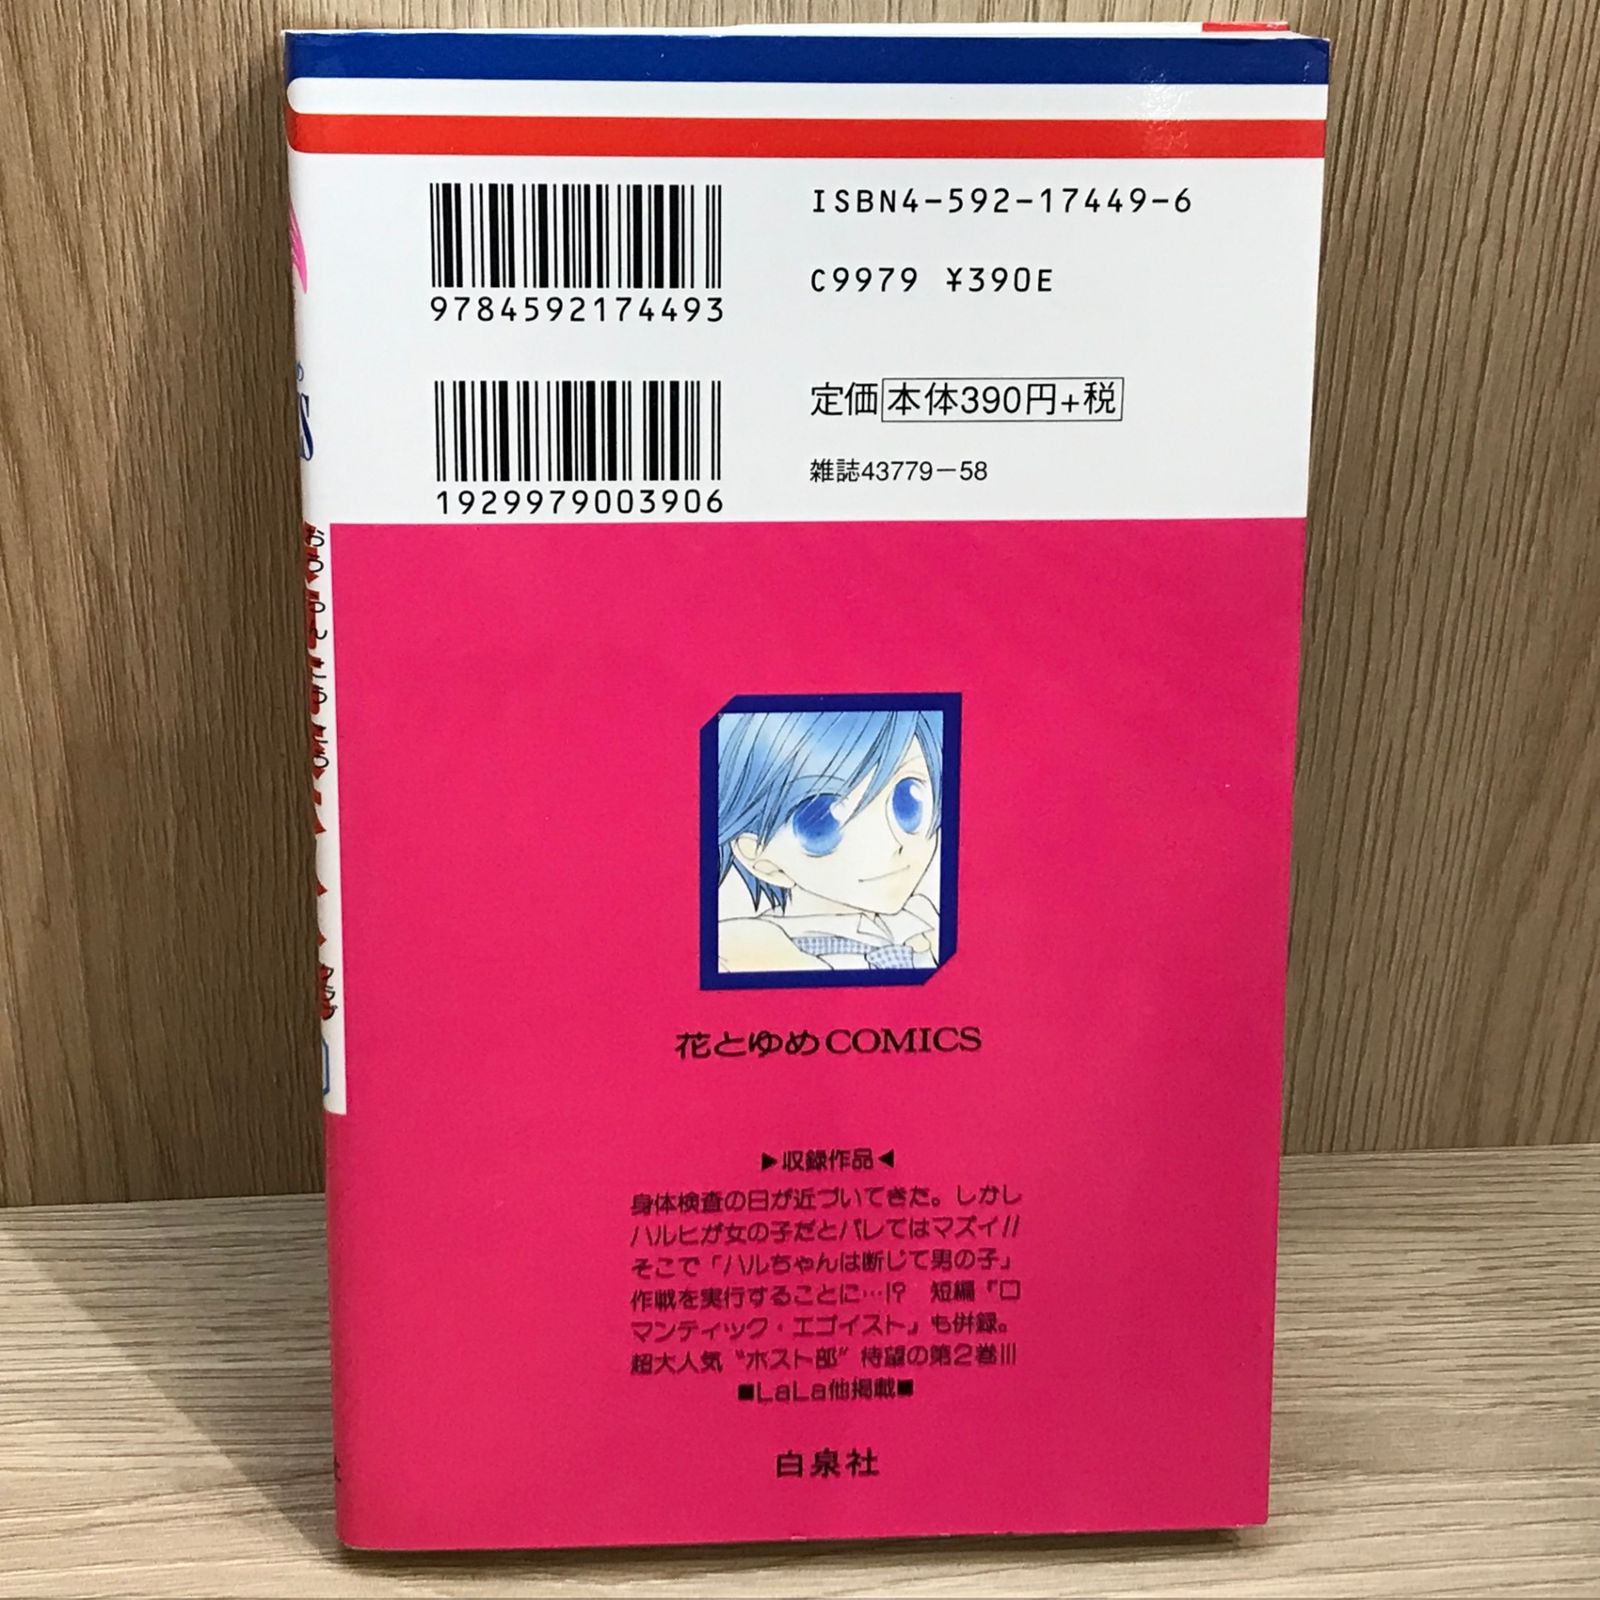 9784592174493
ISBN4-592-17449-6
C9979 ¥390E
1929979003906
定価本体390円+税
雑誌43779-58
花とゆめCOMICS
▶収録作品◀
身体検査の日が近づいてきた。しかし
ハルヒが女の子だとバレてはマズイ!!
そこで「ハルちゃんは断じて男の子」
作戦を実行することに…!? 短編『ロ
マンティック・エゴイスト』も併録。
超大人気“ホスト部”待望の第2巻!!!
■LaLa他掲載■
白泉社
クラブ